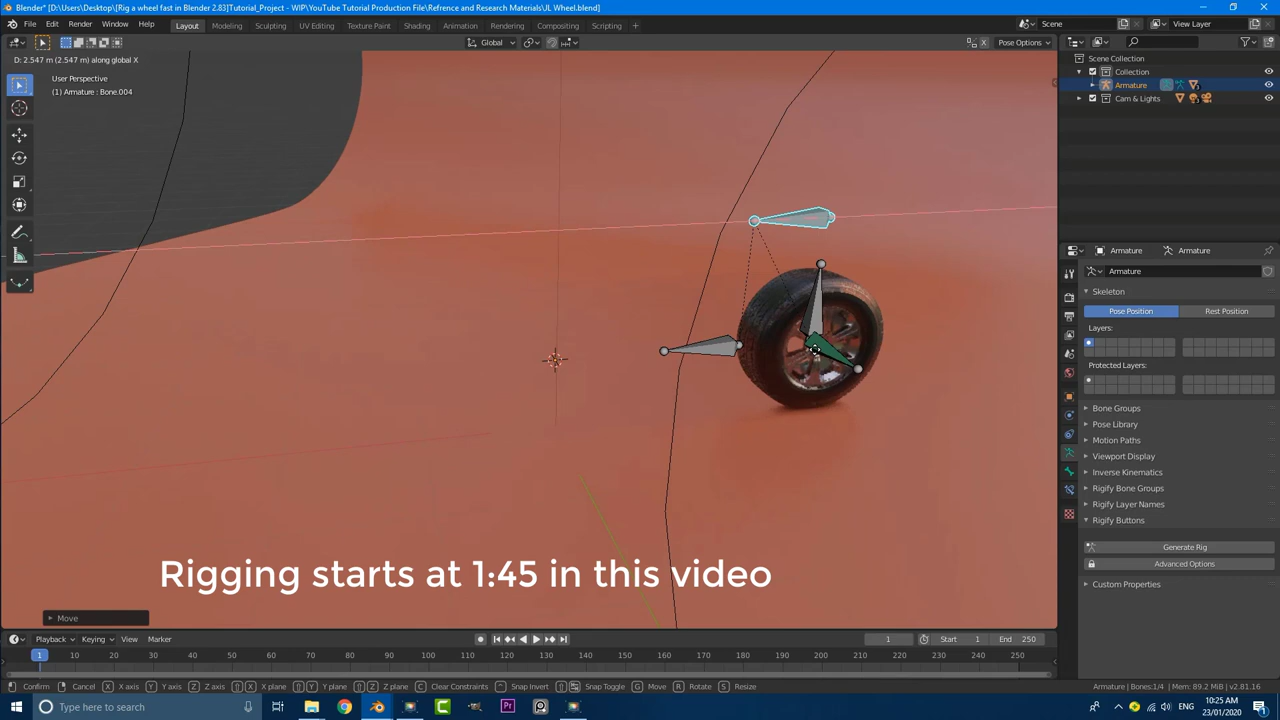 Blender* [D:\Users\Desktop\[Rig a wheel fast in Blender 2.83]Tutorial_Project - WIP\YouTube Tutorial Production File\Refrence and Research Materials\JL Wheel.blend]
File Edit Render Window Help
Layout Modeling Sculpting UV Editing Texture Paint Shading Animation Rendering Compositing Scripting +
Scene View Layer
Global X Pose Options
D: 2.547 m (2.547 m) along global X
User Perspective
(1) Armature : Bone.004
Scene Collection
Collection
Armature
Cam & Lights
Armature Armature
Armature
Skeleton
Pose Position Rest Position
Layers:
Protected Layers:
Bone Groups
Pose Library
Motion Paths
Viewport Display
Inverse Kinematics
Rigify Bone Groups
Rigify Layer Names
Rigify Buttons
Generate Rig
Advanced Options
Custom Properties
Rigging starts at 1:45 in this video
Move
Playback Keying View Marker 1 Start 1 End 250
1 10 20 30 40 50 60 70 80 90 100 110 120 130 140 150 160 170 180 190 200 210 220 230 240 250
Confirm Cancel X X axis Y Y axis Z Z axis X X plane Y Y plane Z Z plane C Clear Constraints Snap Invert Snap Toggle G Move R Rotate S Resize
Armature | Bones:1/4 | Mem: 89.2 MiB | v2.81.16
Type here to search
Pr
10:25 AM
23/01/2020